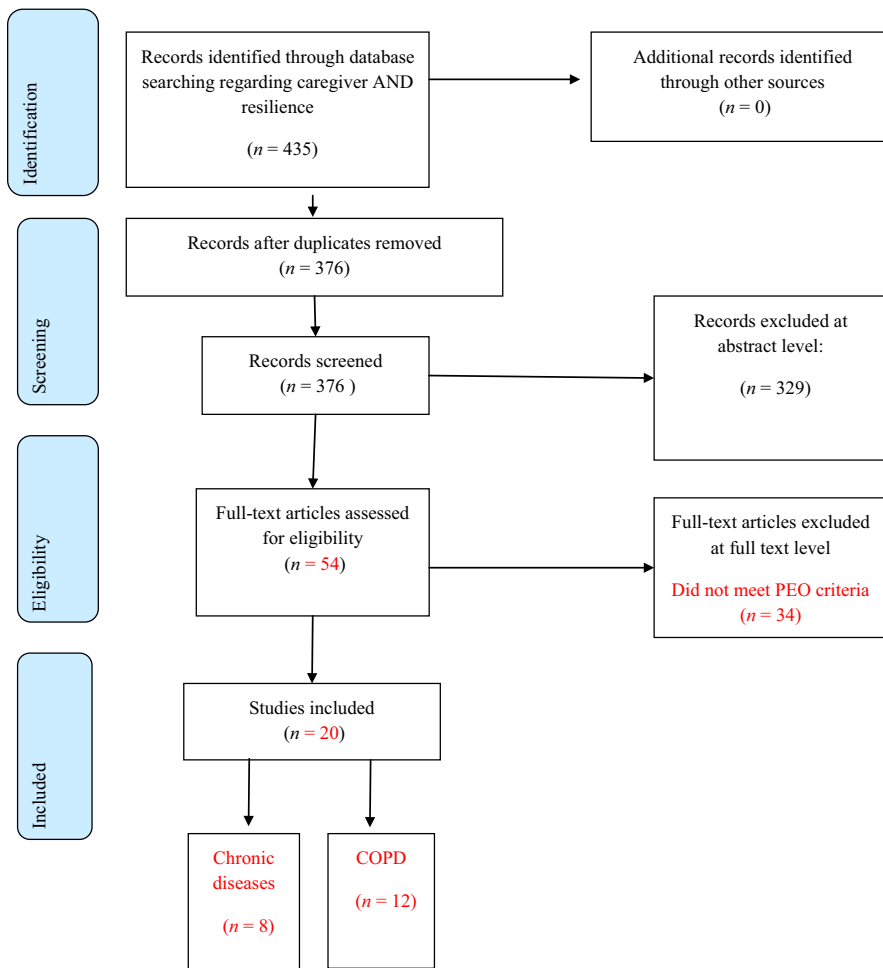 Identification
Records identified through database
searching regarding caregiver AND
resilience
(n = 435)
Additional records identified
through other sources
(n = 0)
Screening
Records after duplicates removed
(n = 376)
Records screened
(n = 376 )
Records excluded at
abstract level:
(n = 329)
Eligibility
Full-text articles assessed
for eligibility
(n = 54)
Full-text articles excluded
at full text level
Did not meet PEO criteria
(n = 34)
Included
Studies included
(n = 20)
Chronic
diseases
(n = 8)
COPD
(n = 12)